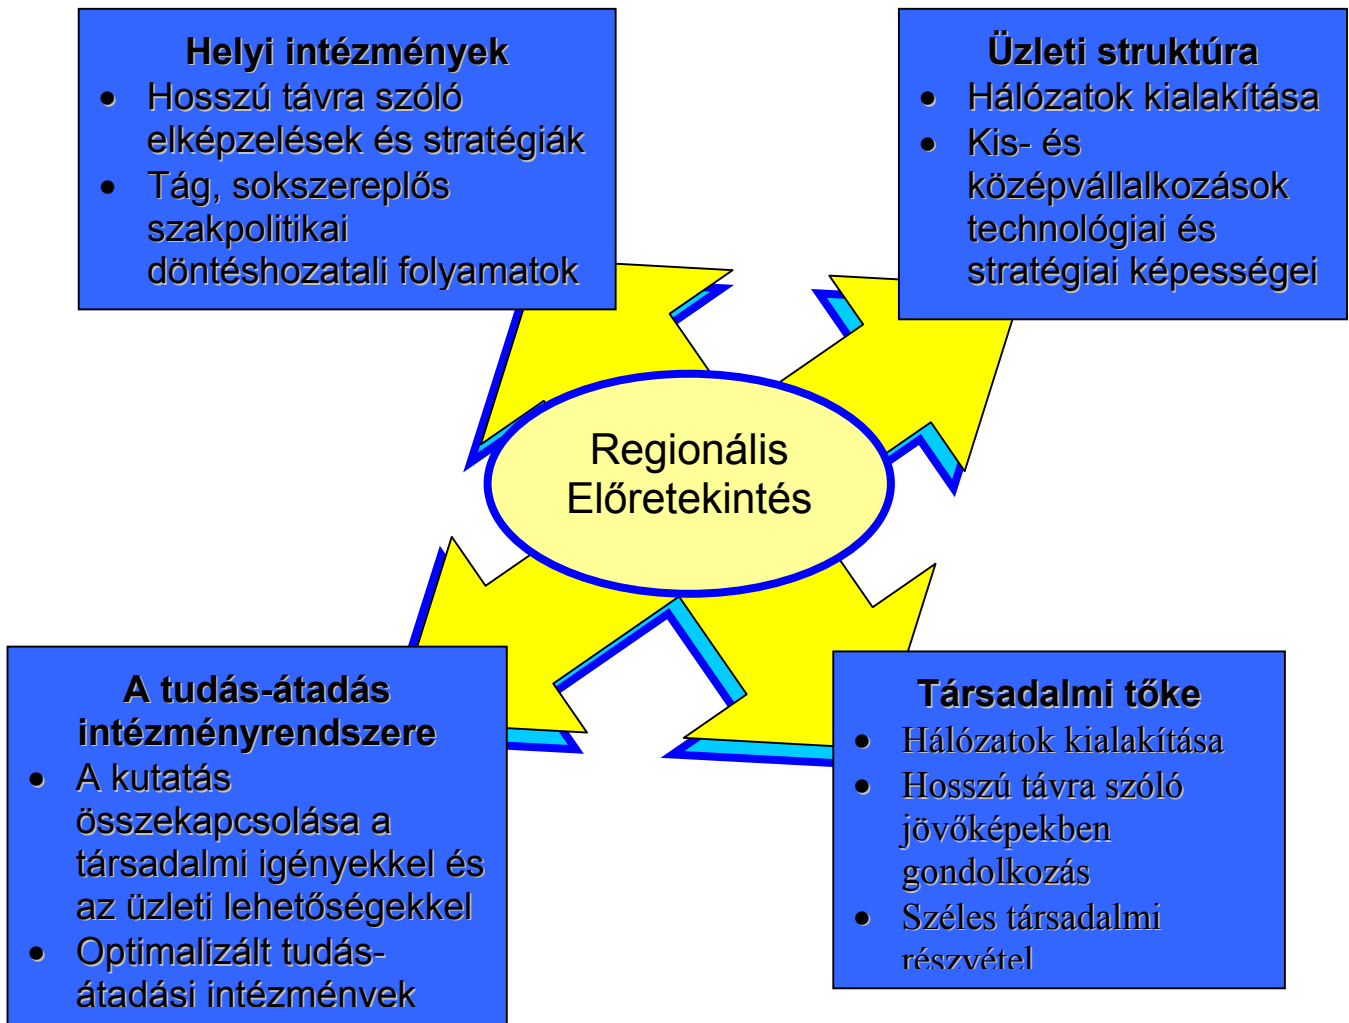 Helyi intézmények
• Hosszú távra szóló
elképzelések és stratégiák
• Tág, sokszereplős
szakpolitikai
döntéshozatali folyamatok
Üzleti struktúra
• Hálózatok kialakítása
• Kis- és
középvállalkozások
technológiai és
stratégiai képességei
Regionális
Előretekintés
A tudás-átadás
intézményrendszere
• A kutatás
összekapcsolása a
társadalmi igényekkel és
az üzleti lehetőségekkel
• Optimalizált tudás-
átadási intézmények
Társadalmi tőke
• Hálózatok kialakítása
• Hosszú távra szóló
jövőképekben
gondolkozás
• Széles társadalmi
részvétel